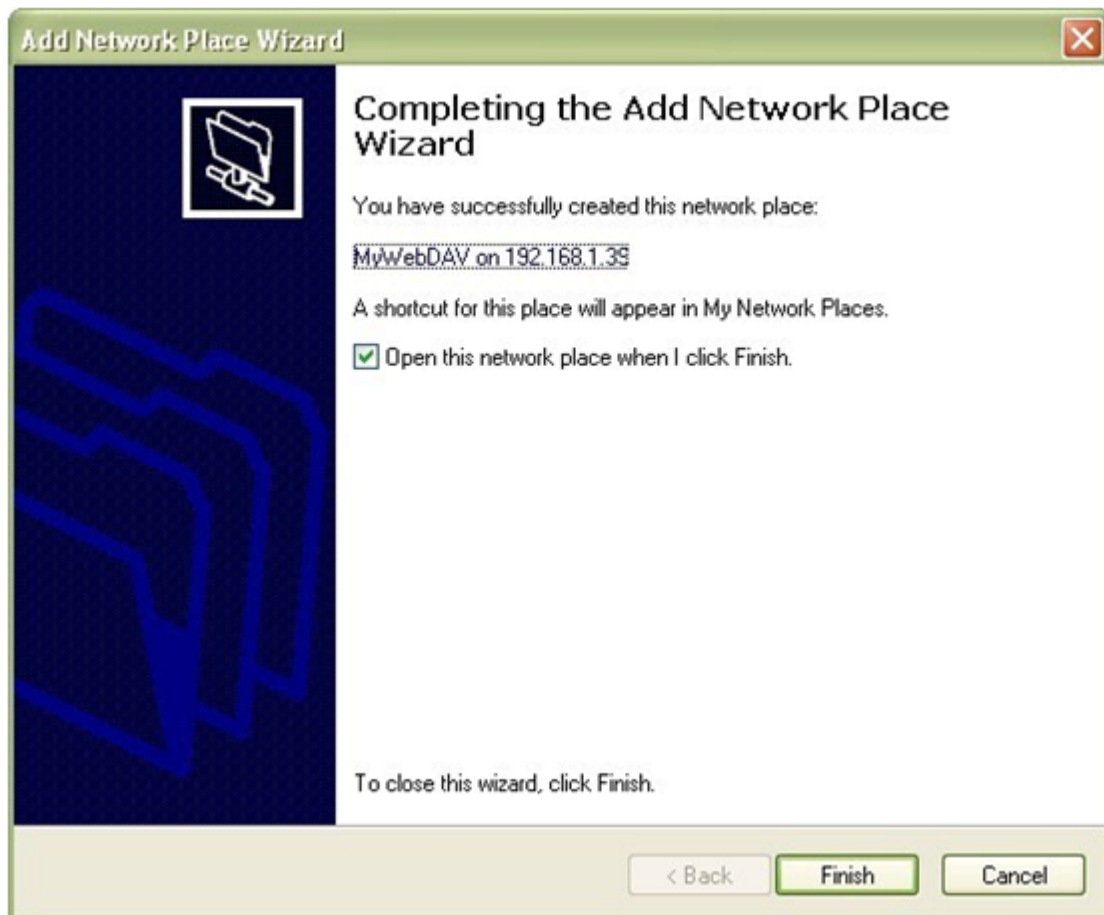 Add Network Place Wizard
Completing the Add Network Place
Wizard
You have successfully created this network place:
MyWebDAV on 192.168.1.39
A shortcut for this place will appear in My Network Places.
Open this network place when I click Finish.
To close this wizard, click Finish.
< Back
Finish
Cancel